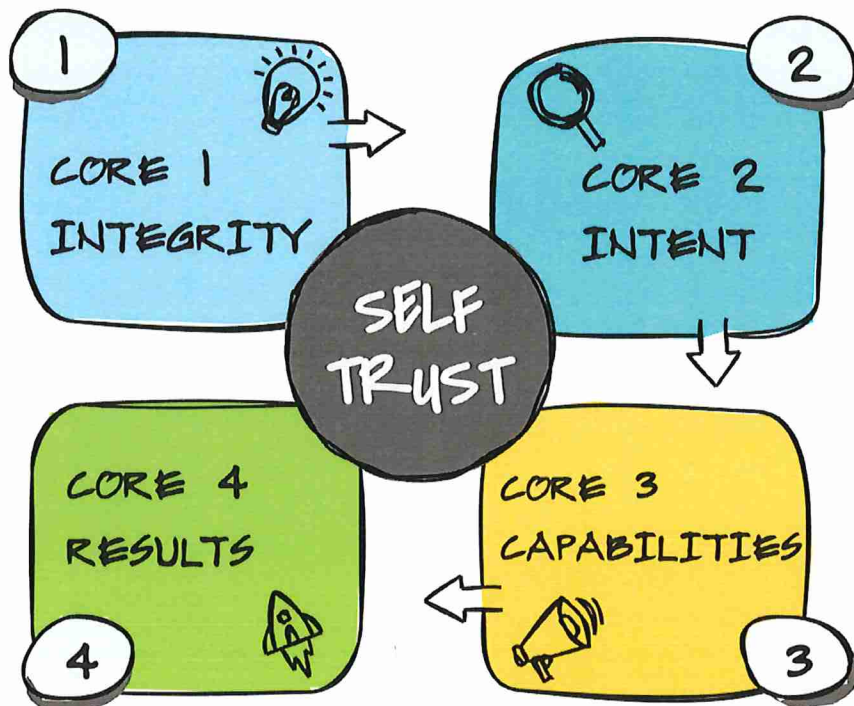 1
CORE 1
INTEGRITY
2
CORE 2
INTENT
SELF
TRUST
CORE 3
CAPABILITIES
3
CORE 4
RESULTS
4